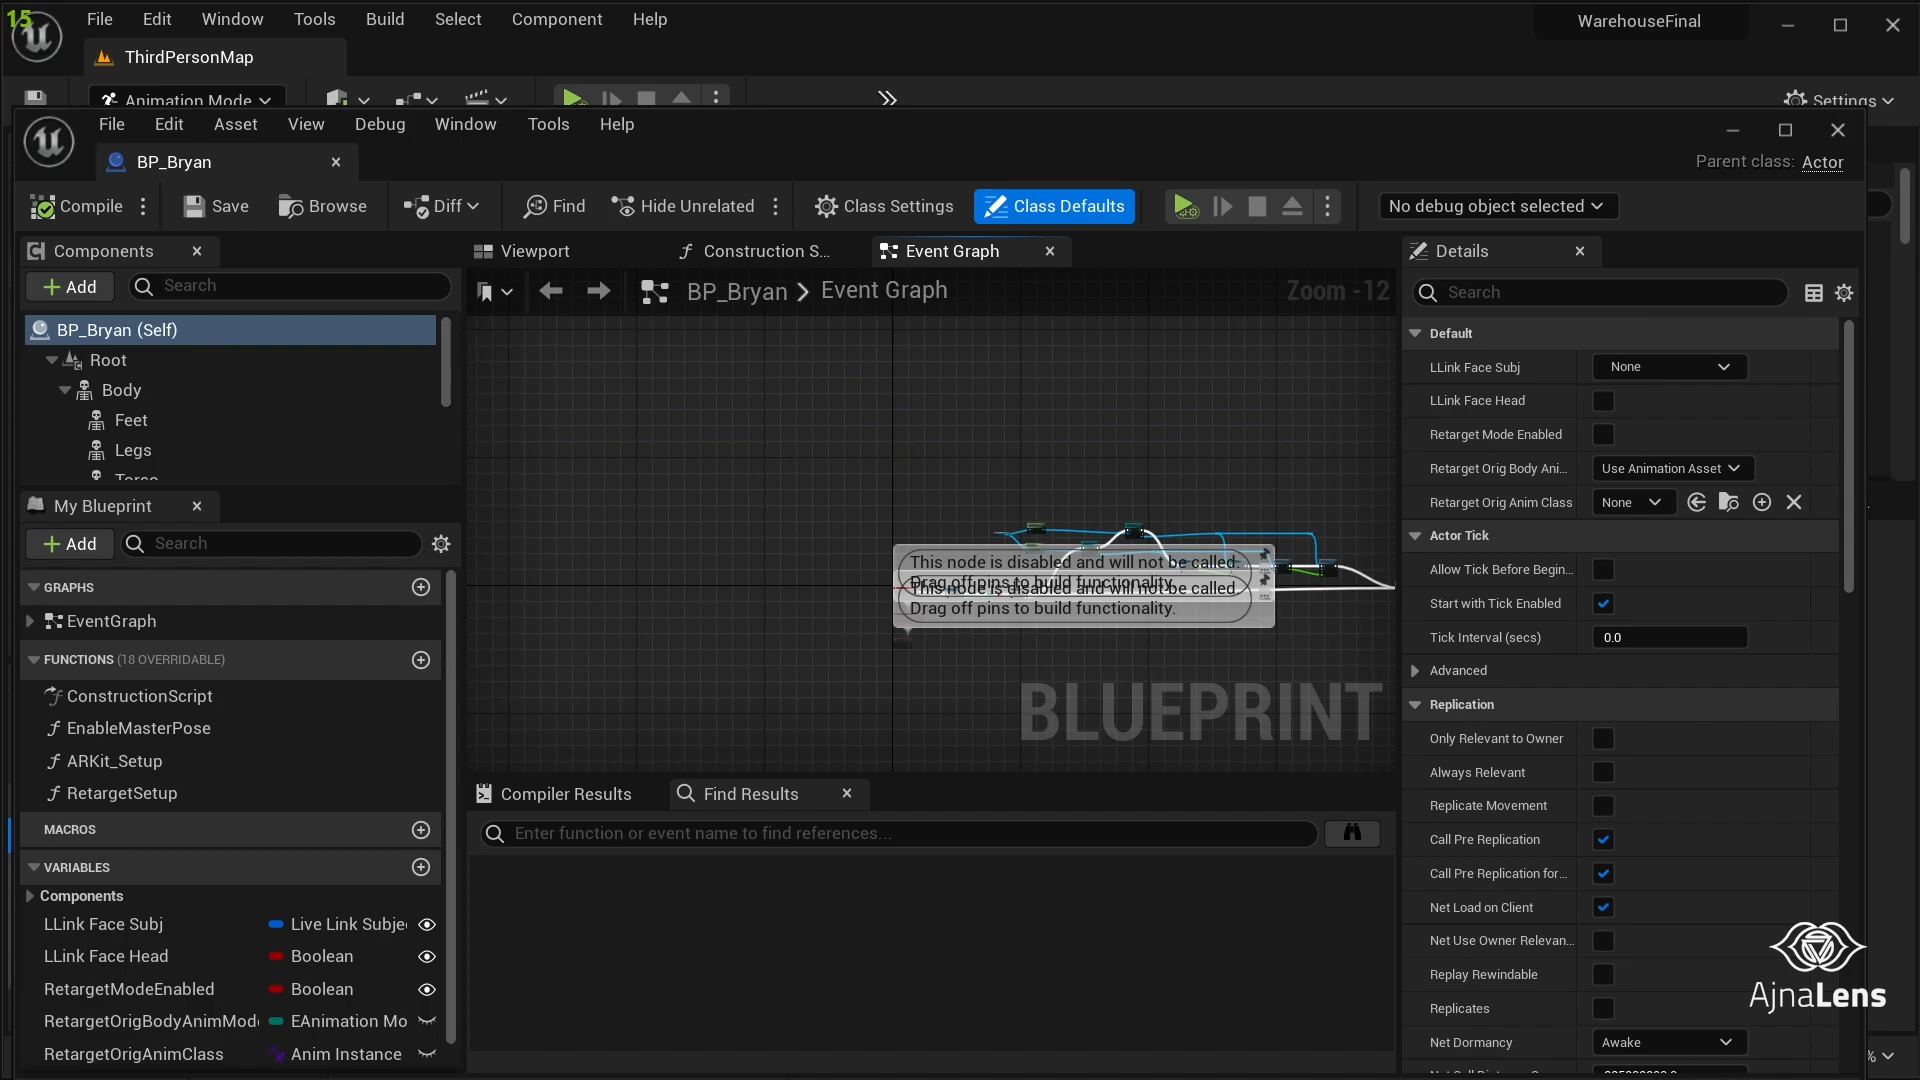 15
File Edit Window Tools Build Select Component Help
WarehouseFinal
ThirdPersonMap
Animation Mode
Settings
File Edit Asset View Debug Window Tools Help
BP_Bryan
Parent class: Actor
Compile Save Browse Diff Find Hide Unrelated Class Settings Class Defaults No debug object selected
Components
Viewport Construction S... Event Graph
Details
Add Search
BP_Bryan > Event Graph
Zoom -12
Search
BP_Bryan (Self)
Root
Body
Feet
Legs
Torso
My Blueprint
Add Search
GRAPHS
EventGraph
FUNCTIONS (18 OVERRIDABLE)
ConstructionScript
EnableMasterPose
ARKit_Setup
RetargetSetup
MACROS
VARIABLES
Components
LLink Face Subj Live Link Subje
LLink Face Head Boolean
RetargetModeEnabled Boolean
RetargetOrigBodyAnimMode EAnimation Mo
RetargetOrigAnimClass Anim Instance
This node is disabled and will not be called.
Drag off pins to build functionality.
This node is disabled and will not be called.
Drag off pins to build functionality.
BLUEPRINT
Compiler Results Find Results
Enter function or event name to find references...
Default
LLink Face Subj None
LLink Face Head
Retarget Mode Enabled
Retarget Orig Body Ani... Use Animation Asset
Retarget Orig Anim Class None
Actor Tick
Allow Tick Before Begin...
Start with Tick Enabled
Tick Interval (secs) 0.0
Advanced
Replication
Only Relevant to Owner
Always Relevant
Replicate Movement
Call Pre Replication
Call Pre Replication for...
Net Load on Client
Net Use Owner Relevan...
Replay Rewindable
Replicates
Net Dormancy Awake
%
AjnaLens